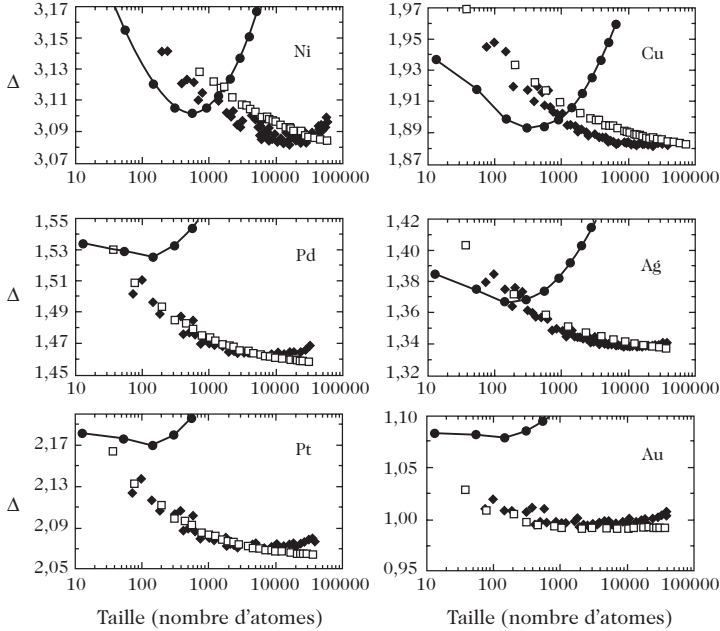 3,17
3,15
3,13
3,11
3,09
3,07
Δ
Ni
10 100 1000 10000 100000
1,97
1,95
1,93
1,91
1,89
1,87
Cu
10 100 1000 10000 100000
1,55
1,53
1,51
1,49
1,47
1,45
Δ
Pd
10 100 1000 10000 100000
1,42
1,40
1,38
1,36
1,34
1,32
Ag
10 100 1000 10000 100000
2,17
2,13
2,09
2,05
Δ
Pt
10 100 1000 10000 100000
Taille (nombre d'atomes)
1,10
1,05
1,00
0,95
Au
10 100 1000 10000 100000
Taille (nombre d'atomes)